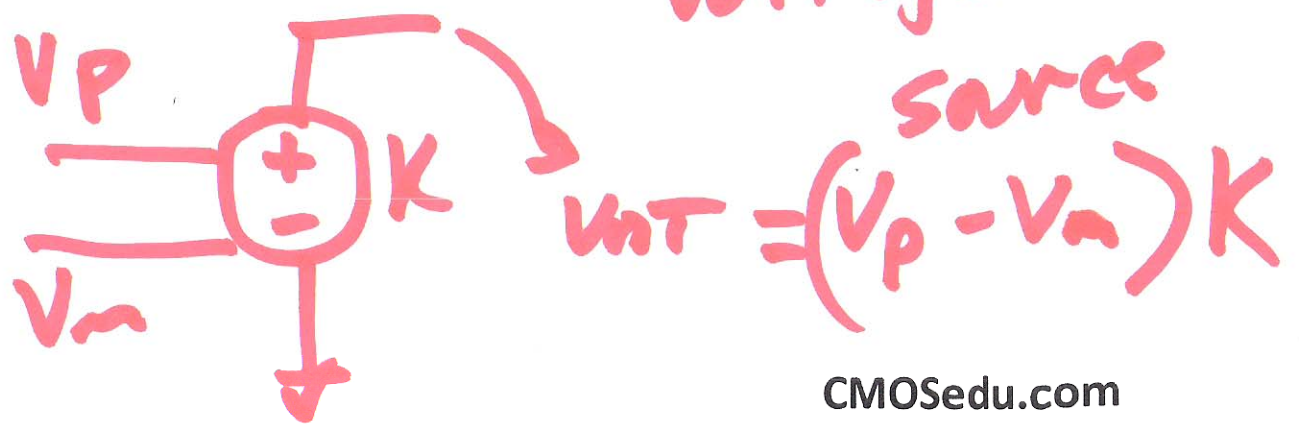 Vp
source
+
-
K
VOUT = (Vp - Vm) K
Vm
CMOSedu.com